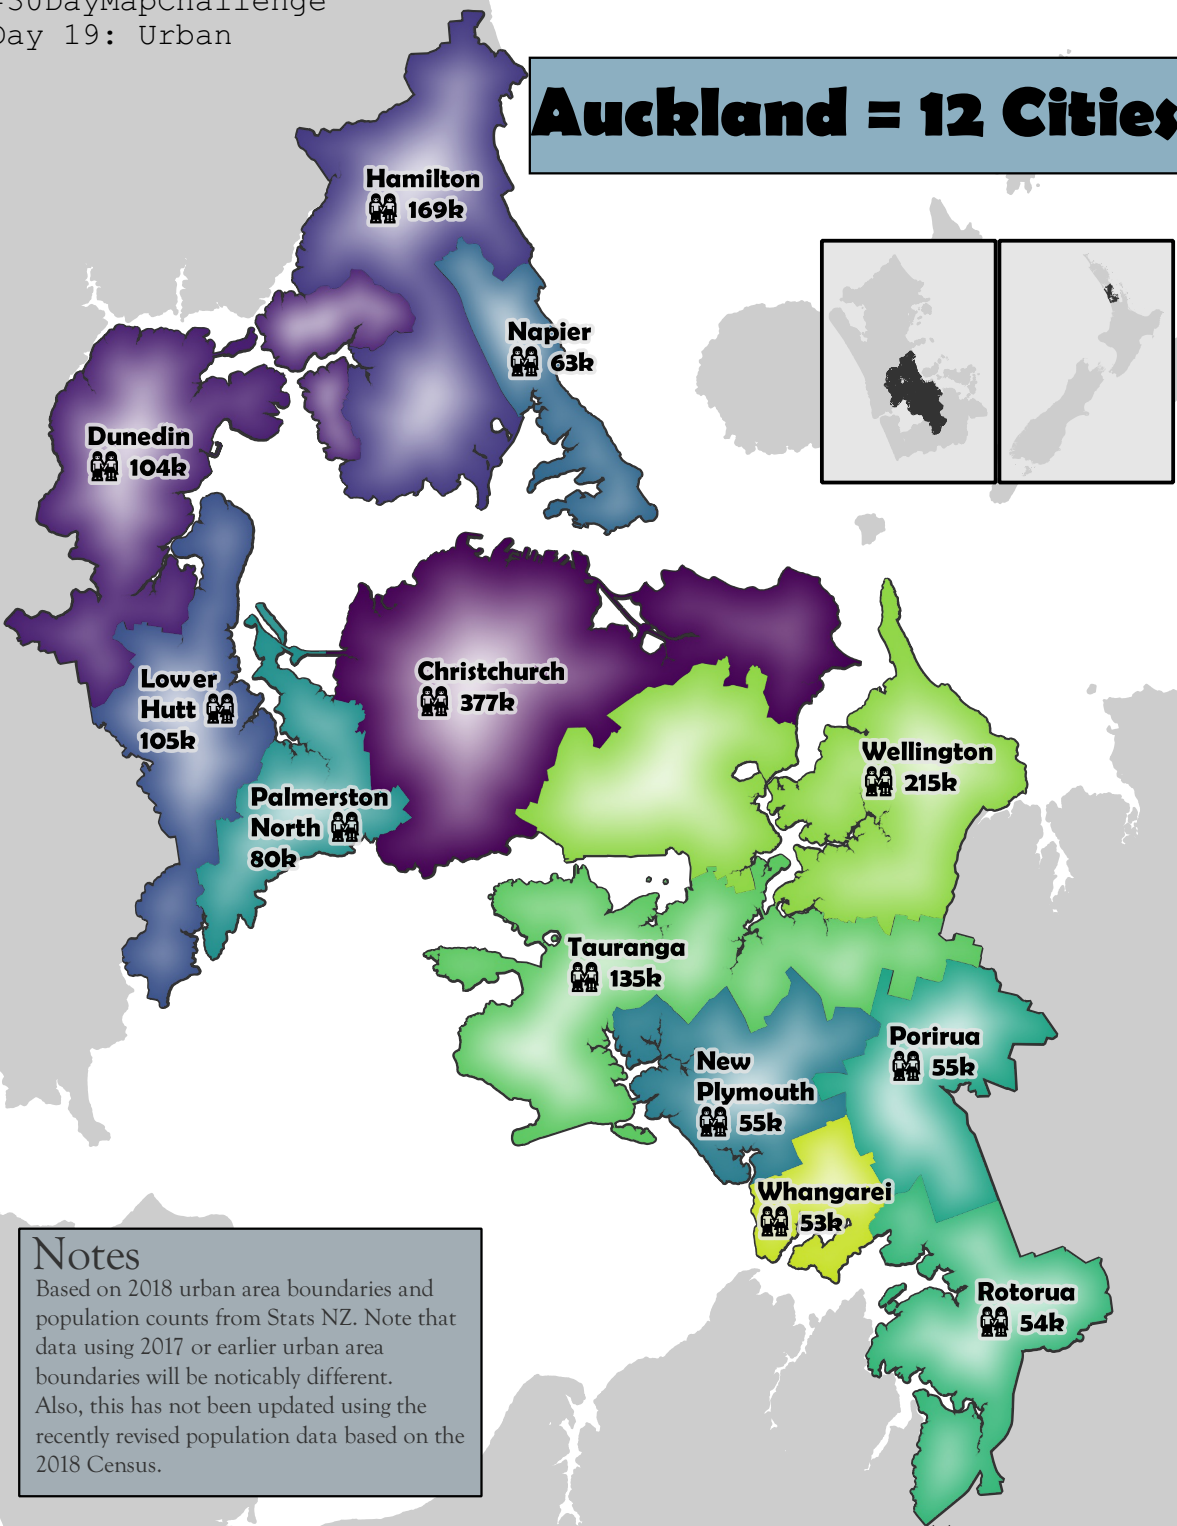 #30DayMapChallenge
Day 19: Urban
Auckland = 12 Cities
Hamilton
169k
Napier
63k
Dunedin
104k
Lower
Hutt
105k
Christchurch
377k
Palmerston
North
80k
Wellington
215k
Tauranga
135k
Porirua
55k
New
Plymouth
55k
Whangarei
53k
Rotorua
54k
Notes
Based on 2018 urban area boundaries and
population counts from Stats NZ. Note that
data using 2017 or earlier urban area
boundaries will be noticably different.
Also, this has not been updated using the
recently revised population data based on the
2018 Census.